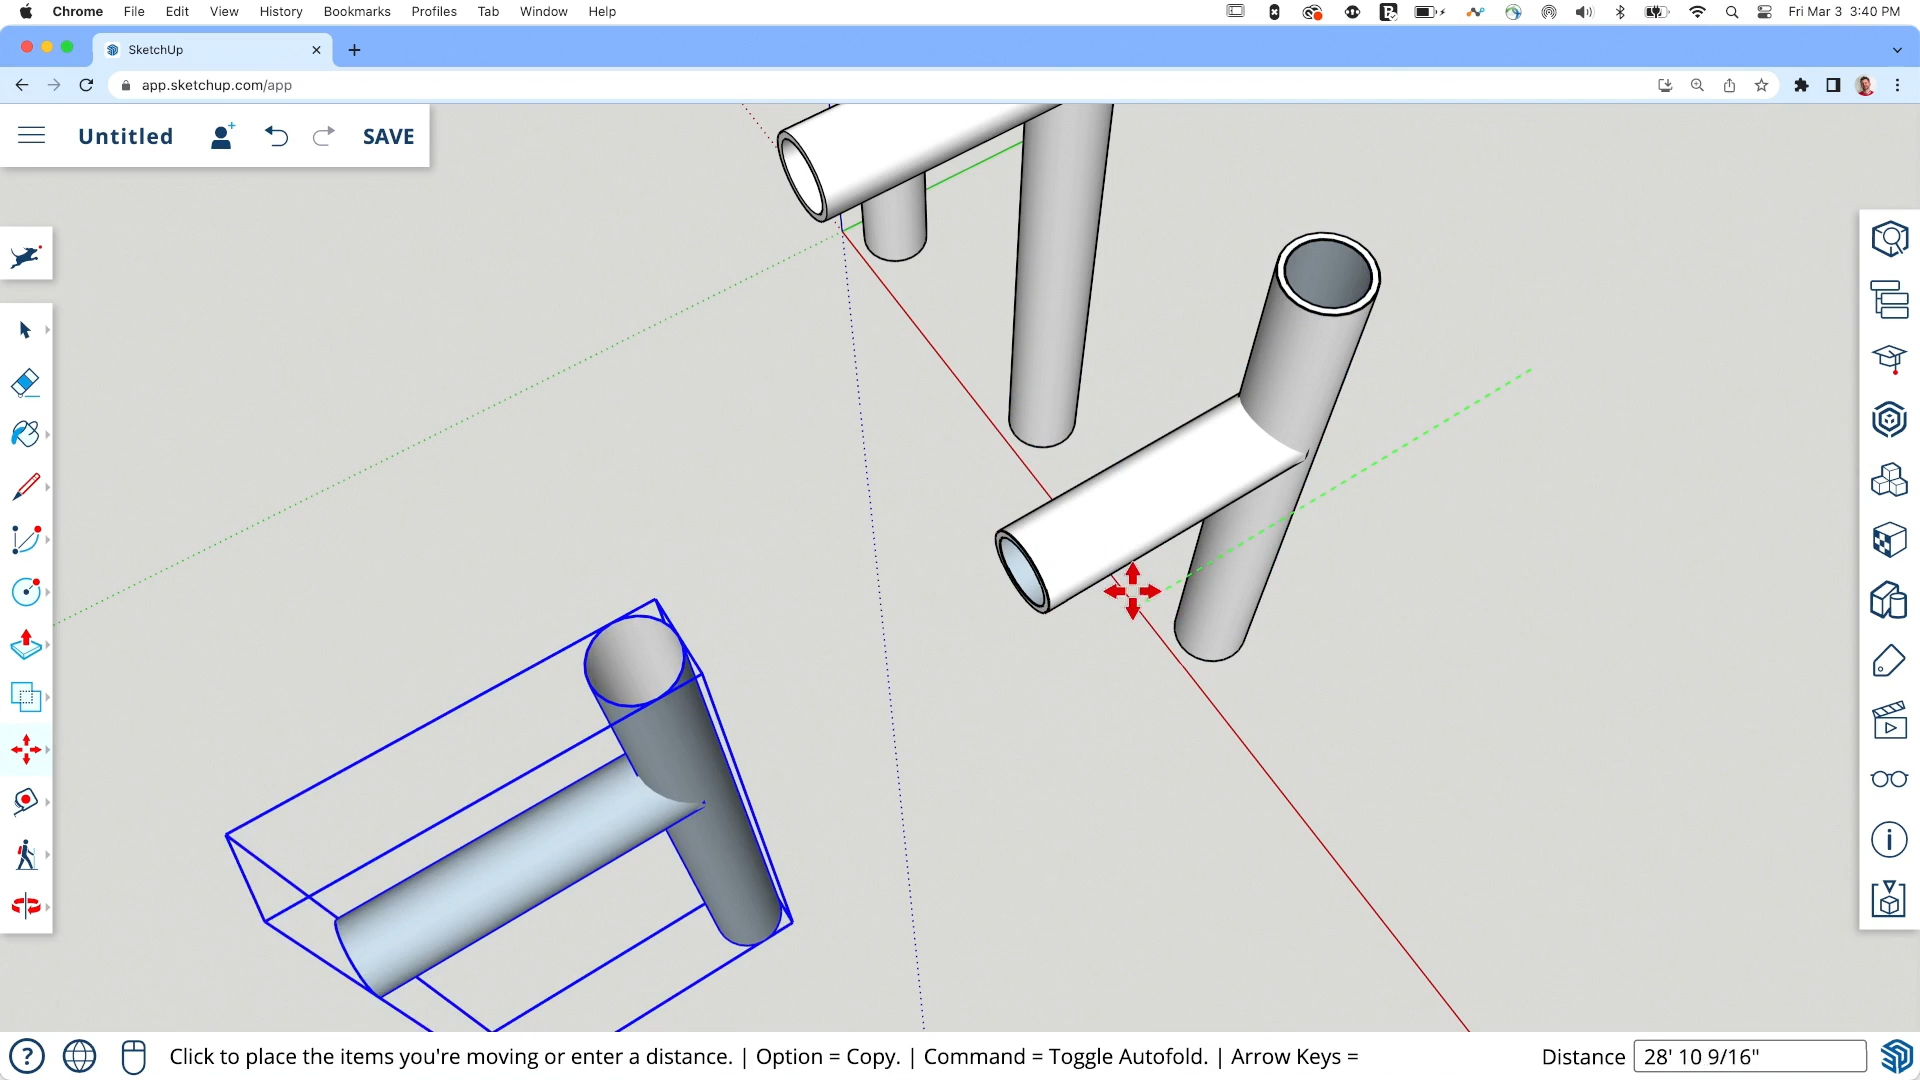 Chrome File Edit View History Bookmarks Profiles Tab Window Help Fri Mar 3 3:40 PM
SketchUp
app.sketchup.com/app
Untitled SAVE
Click to place the items you're moving or enter a distance. | Option = Copy. | Command = Toggle Autofold. | Arrow Keys = Distance 28' 10 9/16"